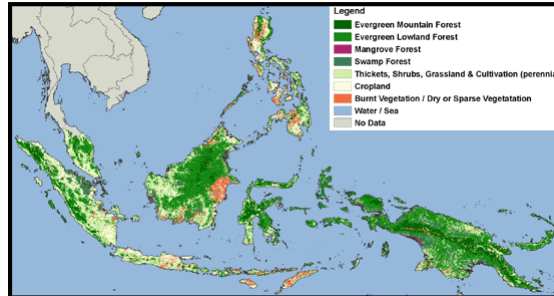 Legend
Evergreen Mountain Forest
Evergreen Lowland Forest
Mangrove Forest
Swamp Forest
Thickets, Shrubs, Grassland & Cultivation (perennia
Cropland
Burnt Vegetation / Dry or Sparse Vegetatation
Water / Sea
No Data